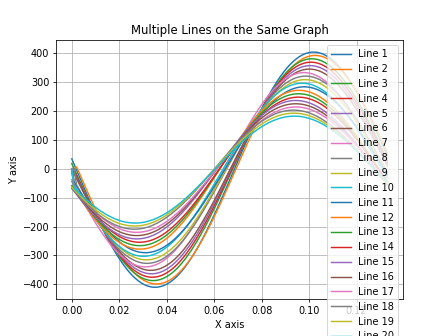 Multiple Lines on the Same Graph
400
300
200
100
0
−100
−200
−300
−400
Y axis
0.00
0.02
0.04
0.06
0.08
0.10
X axis
Line 1
Line 2
Line 3
Line 4
Line 5
Line 6
Line 7
Line 8
Line 9
Line 10
Line 11
Line 12
Line 13
Line 14
Line 15
Line 16
Line 17
Line 18
Line 19
Line 20